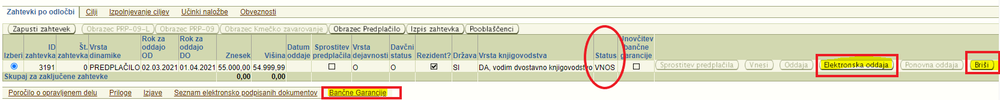 Zahtevki po odločbi Cilji Izpolnjevanje ciljev Učinki naložbe Obveznosti
Zapusti zahtevek Obrazec PRP-09-L Obrazec PRP-09 Obrazec Kmečko zavarovanje Obrazec Predplačilo Izpis zahtevka Pooblaščenci
Izberi ID zahtevka Št. zahtevka Vrsta dinamike Rok za oddajo OD Rok za oddajo DO Znesek Višina Datum oddaje Sprostitev predplačila Vrsta dejavnosti Davčni status Rezident? Država Vrsta knjigovodstva Status Unovčitev bančne garancije
3191 0 PREDPLAČILO 02.03.2021 01.04.2021 55.000,00 54.999,99 O O SI DA, vodim dvostavno knjigovodstvo VNOS Sprostitev predplačila Vnesi Oddaja Elektronska oddaja Ponovna oddaja Briši
Skupaj za zaključene zahtevke 0,00 0,00
Poročilo o opravljenem delu Priloge Izjave Seznam elektronsko podpisanih dokumentov Bančne Garancije